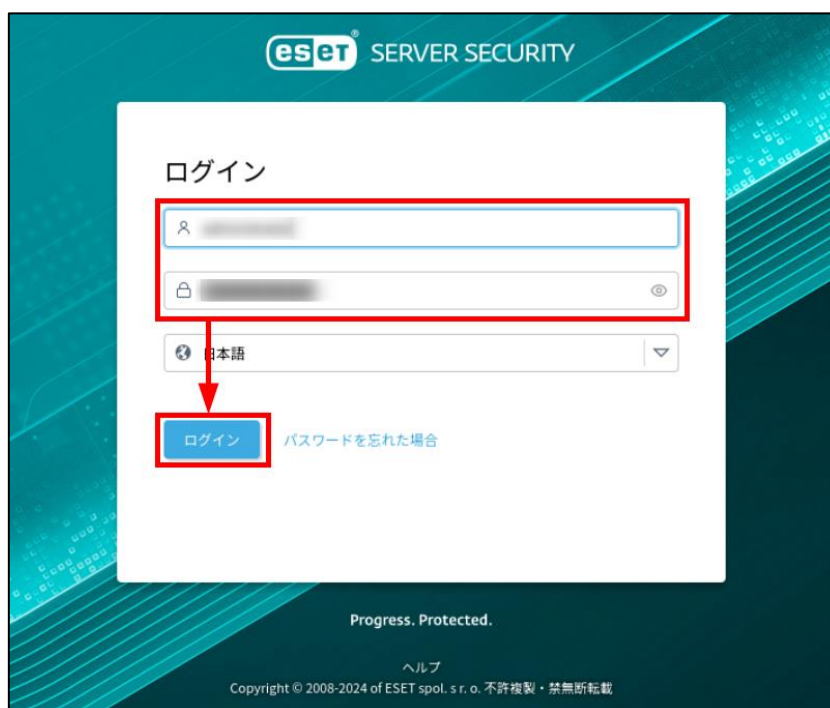 eseт® SERVER SECURITY
ログイン
日本語
ログイン パスワードを忘れた場合
Progress. Protected.
ヘルプ
Copyright © 2008-2024 of ESET spol. s r. o. 不許複製・禁無断転載